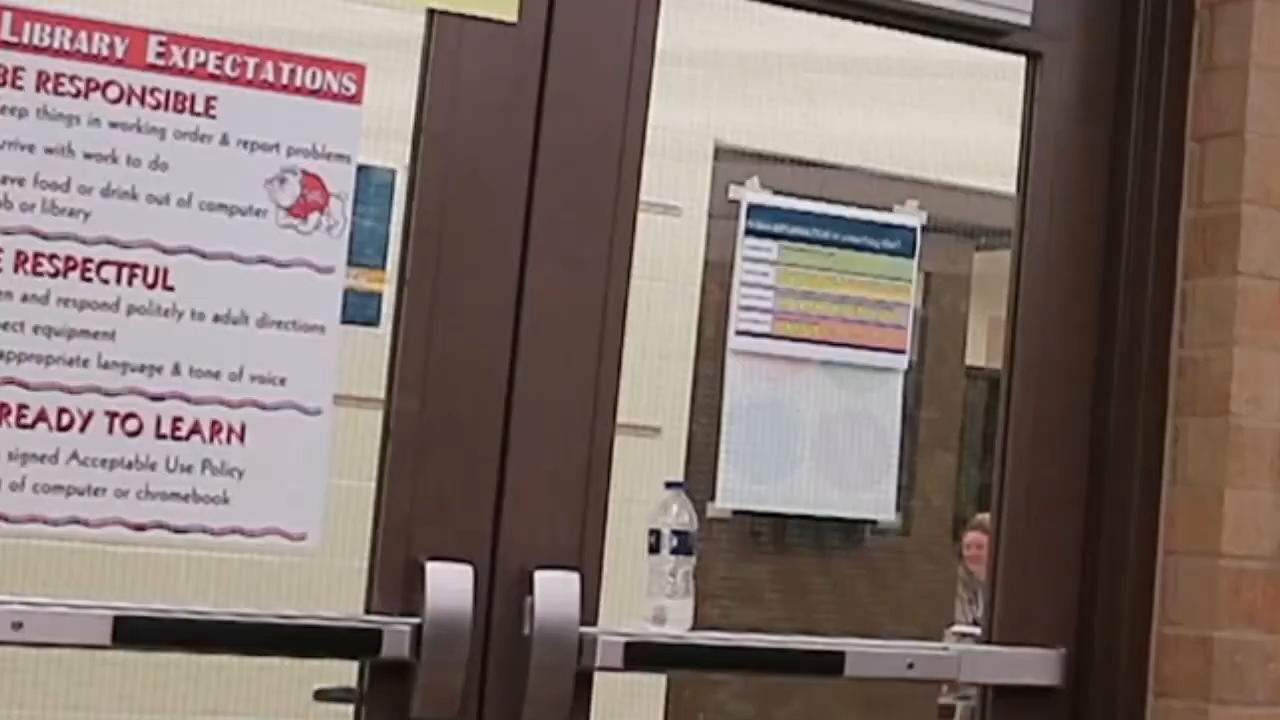 LIBRARY EXPECTATIONS
BE RESPONSIBLE
eep things in working order & report problems
rrive with work to do
ave food or drink out of computer
b or library
E RESPECTFUL
en and respond politely to adult directions
pect equipment
appropriate language & tone of voice
READY TO LEARN
signed Acceptable Use Policy
of computer or chromebook